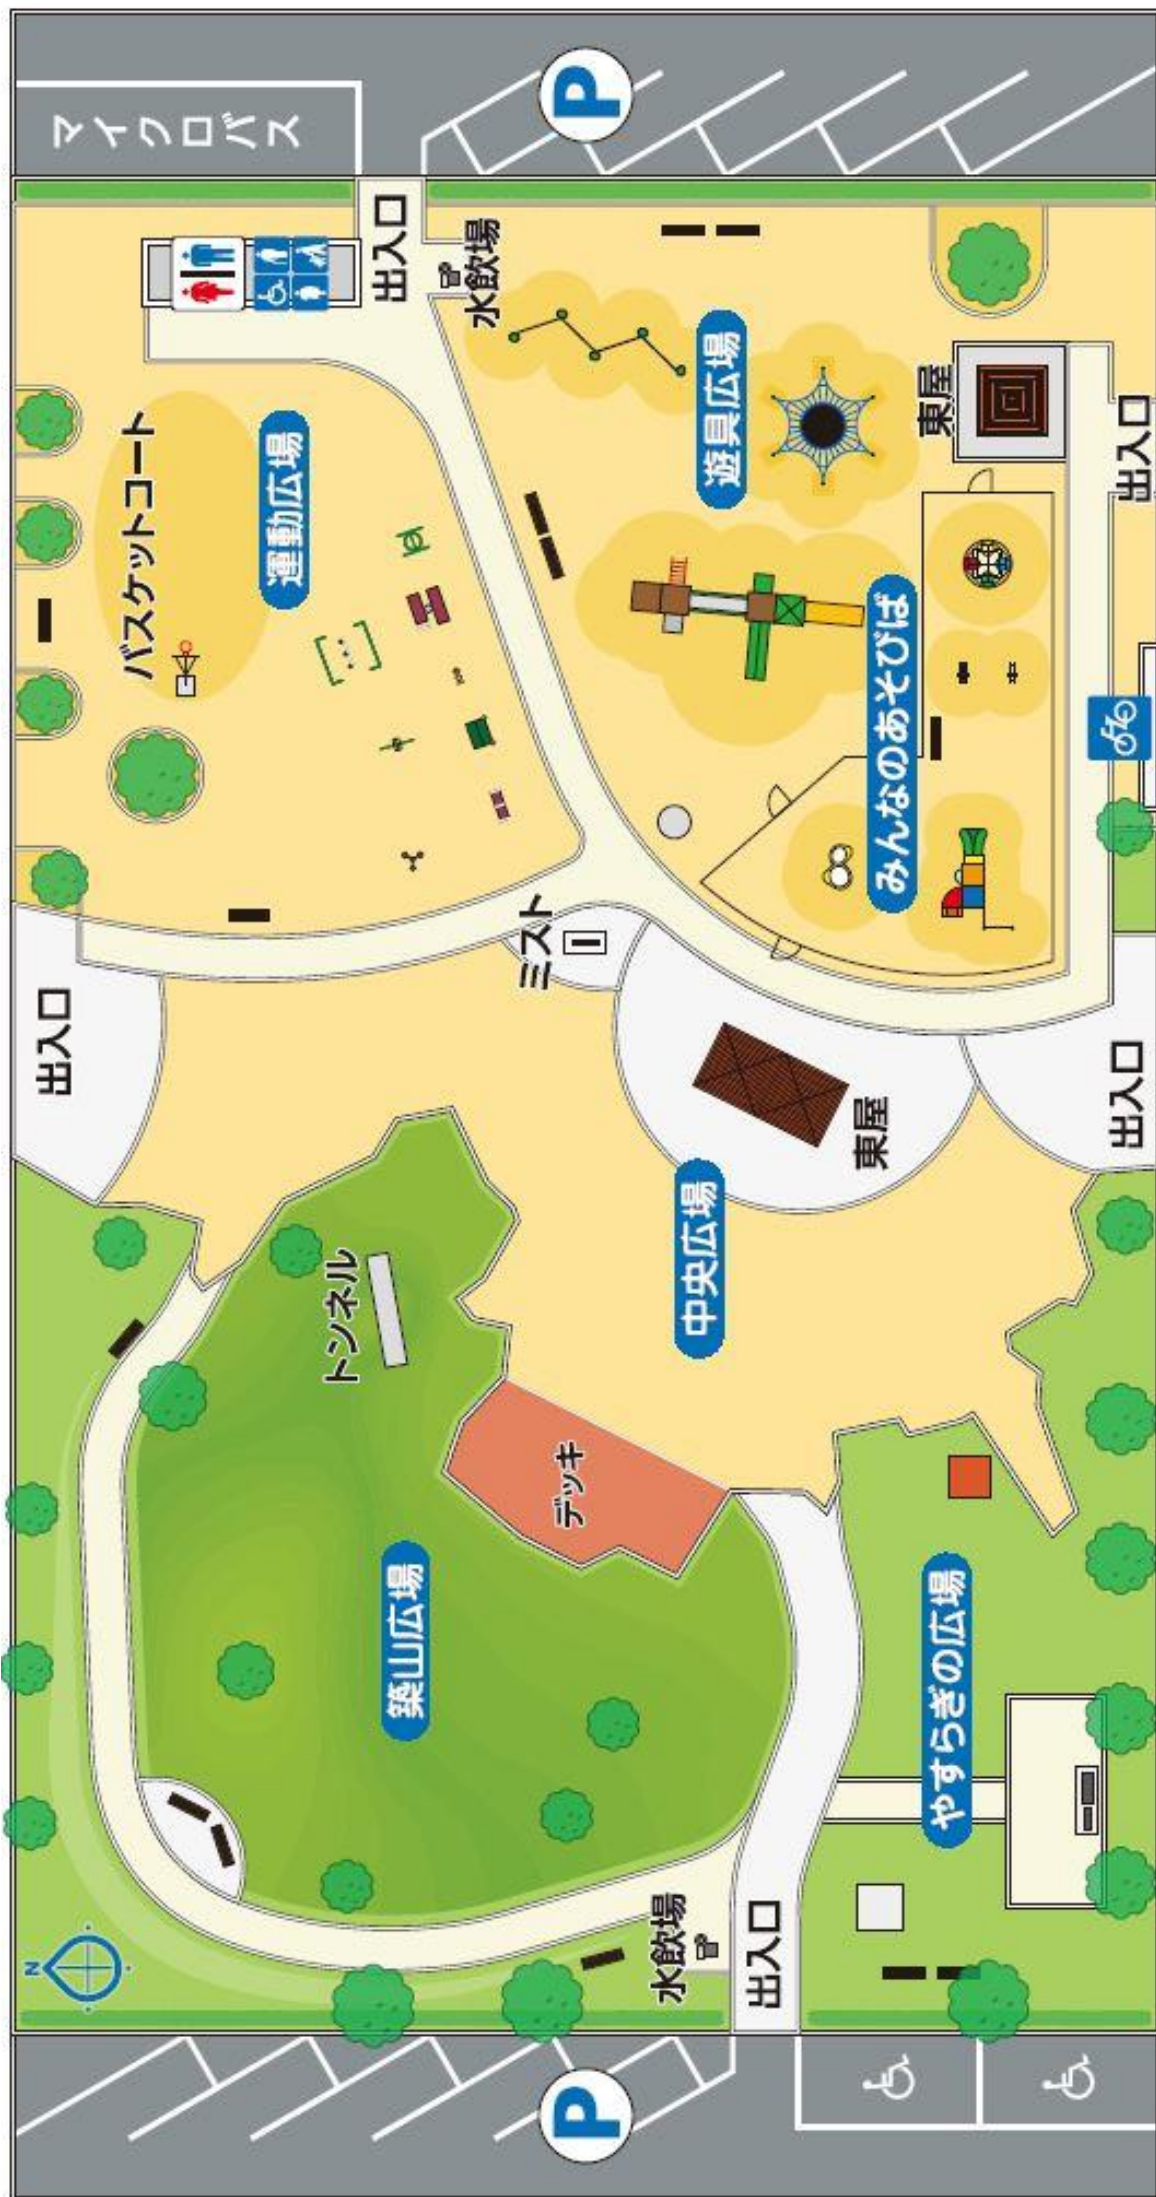 N
出入口
マイクロバス
バスケットコート
運動広場
トンネル
出入口
築山広場
水飲場
ミスト
デッキ
P
P
水飲場
中央広場
遊具広場
出入口
東屋
みんなのあそびば
東屋
やすらぎの広場
出入口
出入口